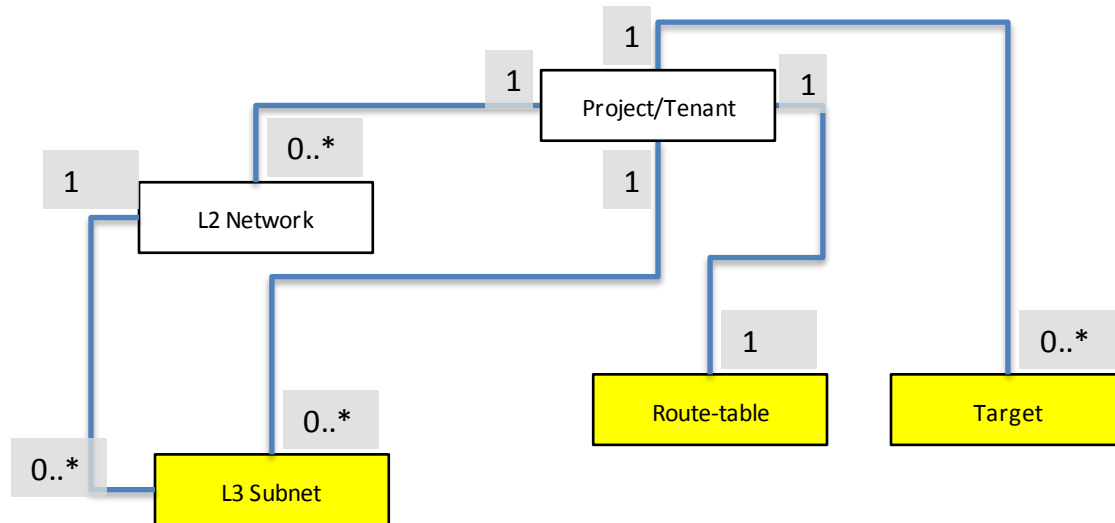 1
1
Project/Tenant
1
0..*
1
1
L2 Network
1
0..*
Route-table
Target
0..*
0..*
L3 Subnet